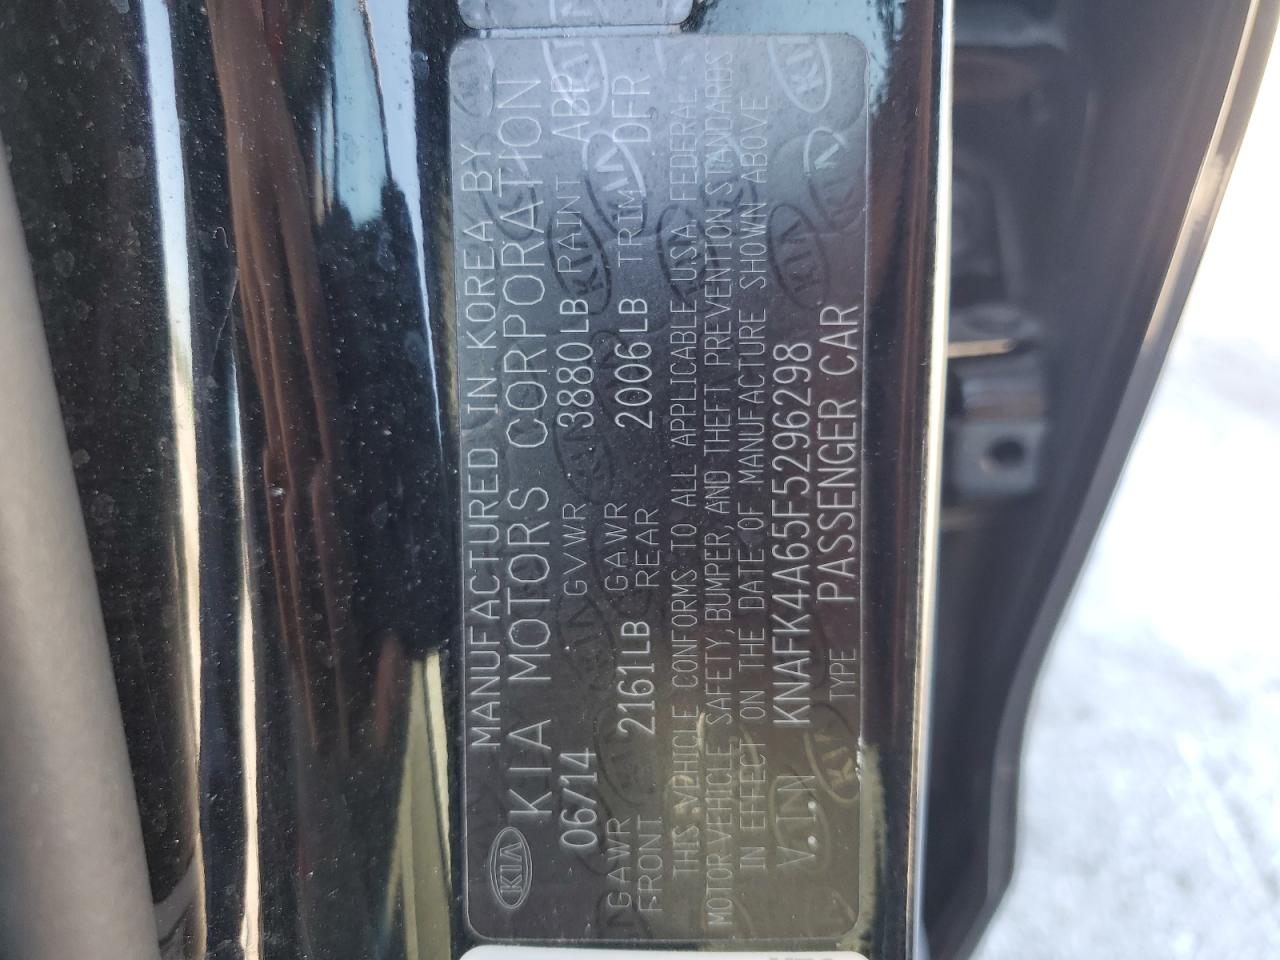 MANUFACTURED IN KOREA BY
KIA KIA MOTORS CORPORATION
06/14 GVWR 3880LB PAINT ABP
GAWR FRONT 2161LB GAWR REAR 2006LB TRIM DFR
THIS VEHICLE CONFORMS TO ALL APPLICABLE U.S.A. FEDERAL
MOTOR VEHICLE, SAFETY, BUMPER, AND THEFT PREVENTION STANDARDS
IN EFFECT ON THE DATE OF MANUFACTURE SHOWN ABOVE
V.I.N KNAFK4A65F5296298
TYPE PASSENGER CAR